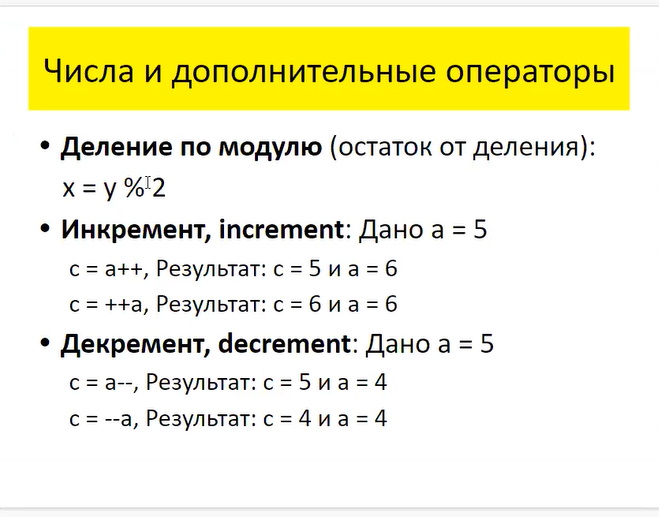 Числа и дополнительные операторы
• Деление по модулю (остаток от деления):
x = y % 2
• Инкремент, increment: Дано a = 5
c = a++, Результат: c = 5 и a = 6
c = ++a, Результат: c = 6 и a = 6
• Декремент, decrement: Дано a = 5
c = a--, Результат: c = 5 и a = 4
c = --a, Результат: c = 4 и a = 4